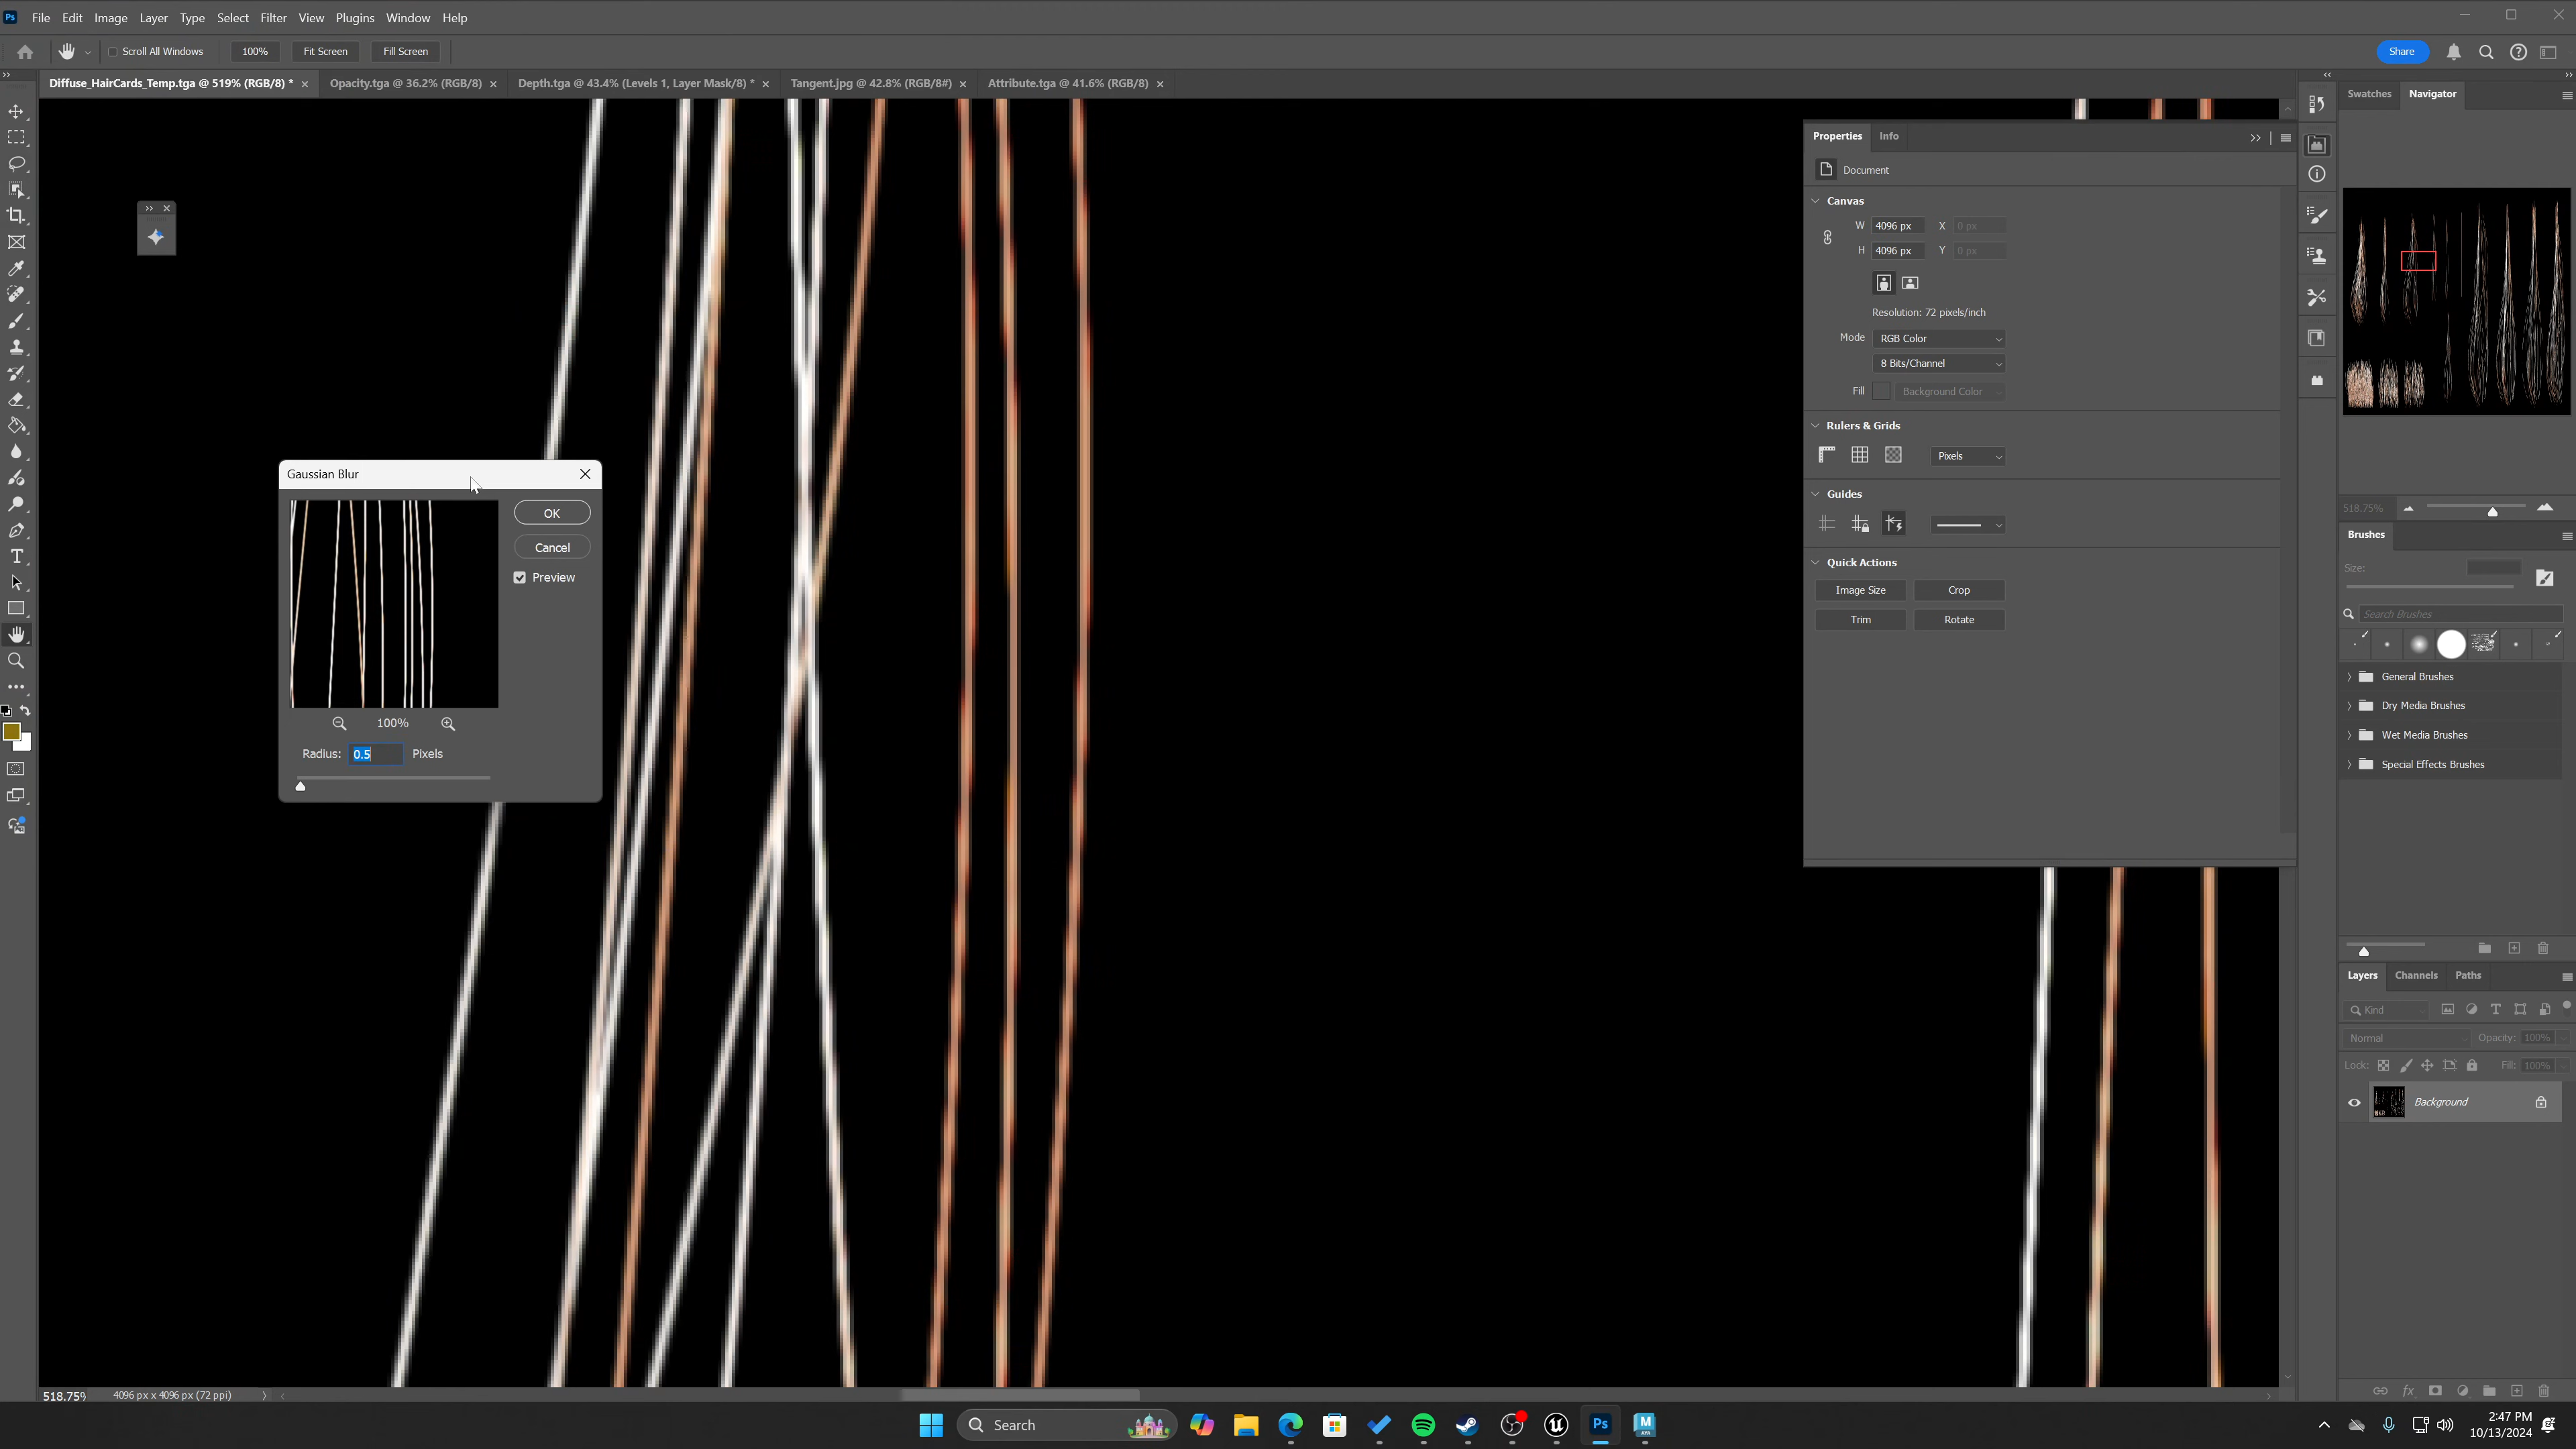 Ps File Edit Image Layer Type Select Filter View Plugins Window Help
Scroll All Windows 100% Fit Screen Fill Screen Share
Diffuse_HairCards_Temp.tga @ 519% (RGB/8) * × Opacity.tga @ 36.2% (RGB/8) × Depth.tga @ 43.4% (Levels 1, Layer Mask/8) * × Tangent.jpg @ 42.8% (RGB/8#) × Attribute.tga @ 41.6% (RGB/8) ×
Swatches Navigator
Properties Info
Document
Canvas
W 4096 px X 0 px
H 4096 px Y 0 px
Resolution: 72 pixels/inch
Mode RGB Color
8 Bits/Channel
Fill Background Color
Rulers & Grids
Pixels
Guides
Quick Actions
Image Size Crop
Trim Rotate
Gaussian Blur
OK
Cancel
Preview
100%
Radius: 0.5 Pixels
518.75%
Brushes
Size:
Search Brushes
General Brushes
Dry Media Brushes
Wet Media Brushes
Special Effects Brushes
Layers Channels Paths
Kind
Normal Opacity: 100%
Lock: Fill: 100%
Background
518.75% 4096 px x 4096 px (72 ppi)
Search
Ps
M
AYA
2:47 PM
10/13/2024